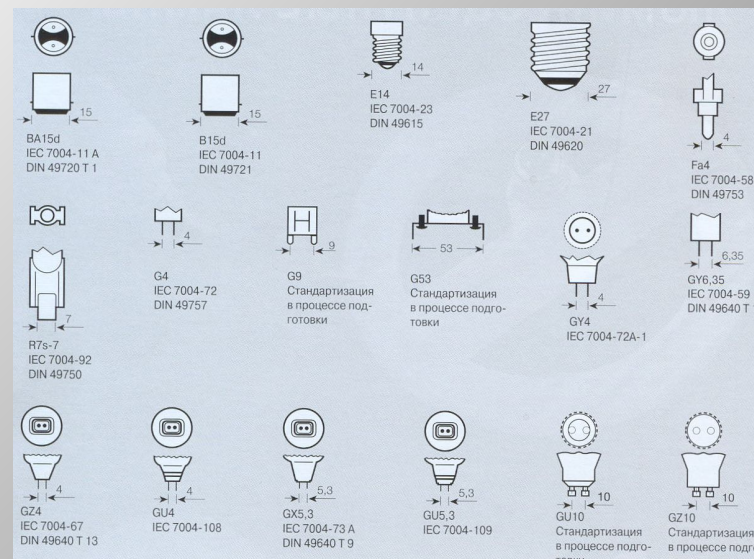 15
BA15d
IEC 7004-11 A
DIN 49720 T 1
15
B15d
IEC 7004-11
DIN 49721
14
E14
IEC 7004-23
DIN 49615
27
E27
IEC 7004-21
DIN 49620
4
Fa4
IEC 7004-58
DIN 49753
7
R7s-7
IEC 7004-92
DIN 49750
4
G4
IEC 7004-72
DIN 49757
9
G9
Стандартизация
в процессе под-
готовки
53
G53
Стандартизация
в процессе подго-
товки
4
GY4
IEC 7004-72A-1
6,35
GY6,35
IEC 7004-59
DIN 49640 T
4
GZ4
IEC 7004-67
DIN 49640 T 13
4
GU4
IEC 7004-108
5,3
GX5,3
IEC 7004-73 A
DIN 49640 T 9
5,3
GU5,3
IEC 7004-109
10
GU10
Стандартизация
в процессе подго-
10
GZ10
Стандартизация
в процессе подго